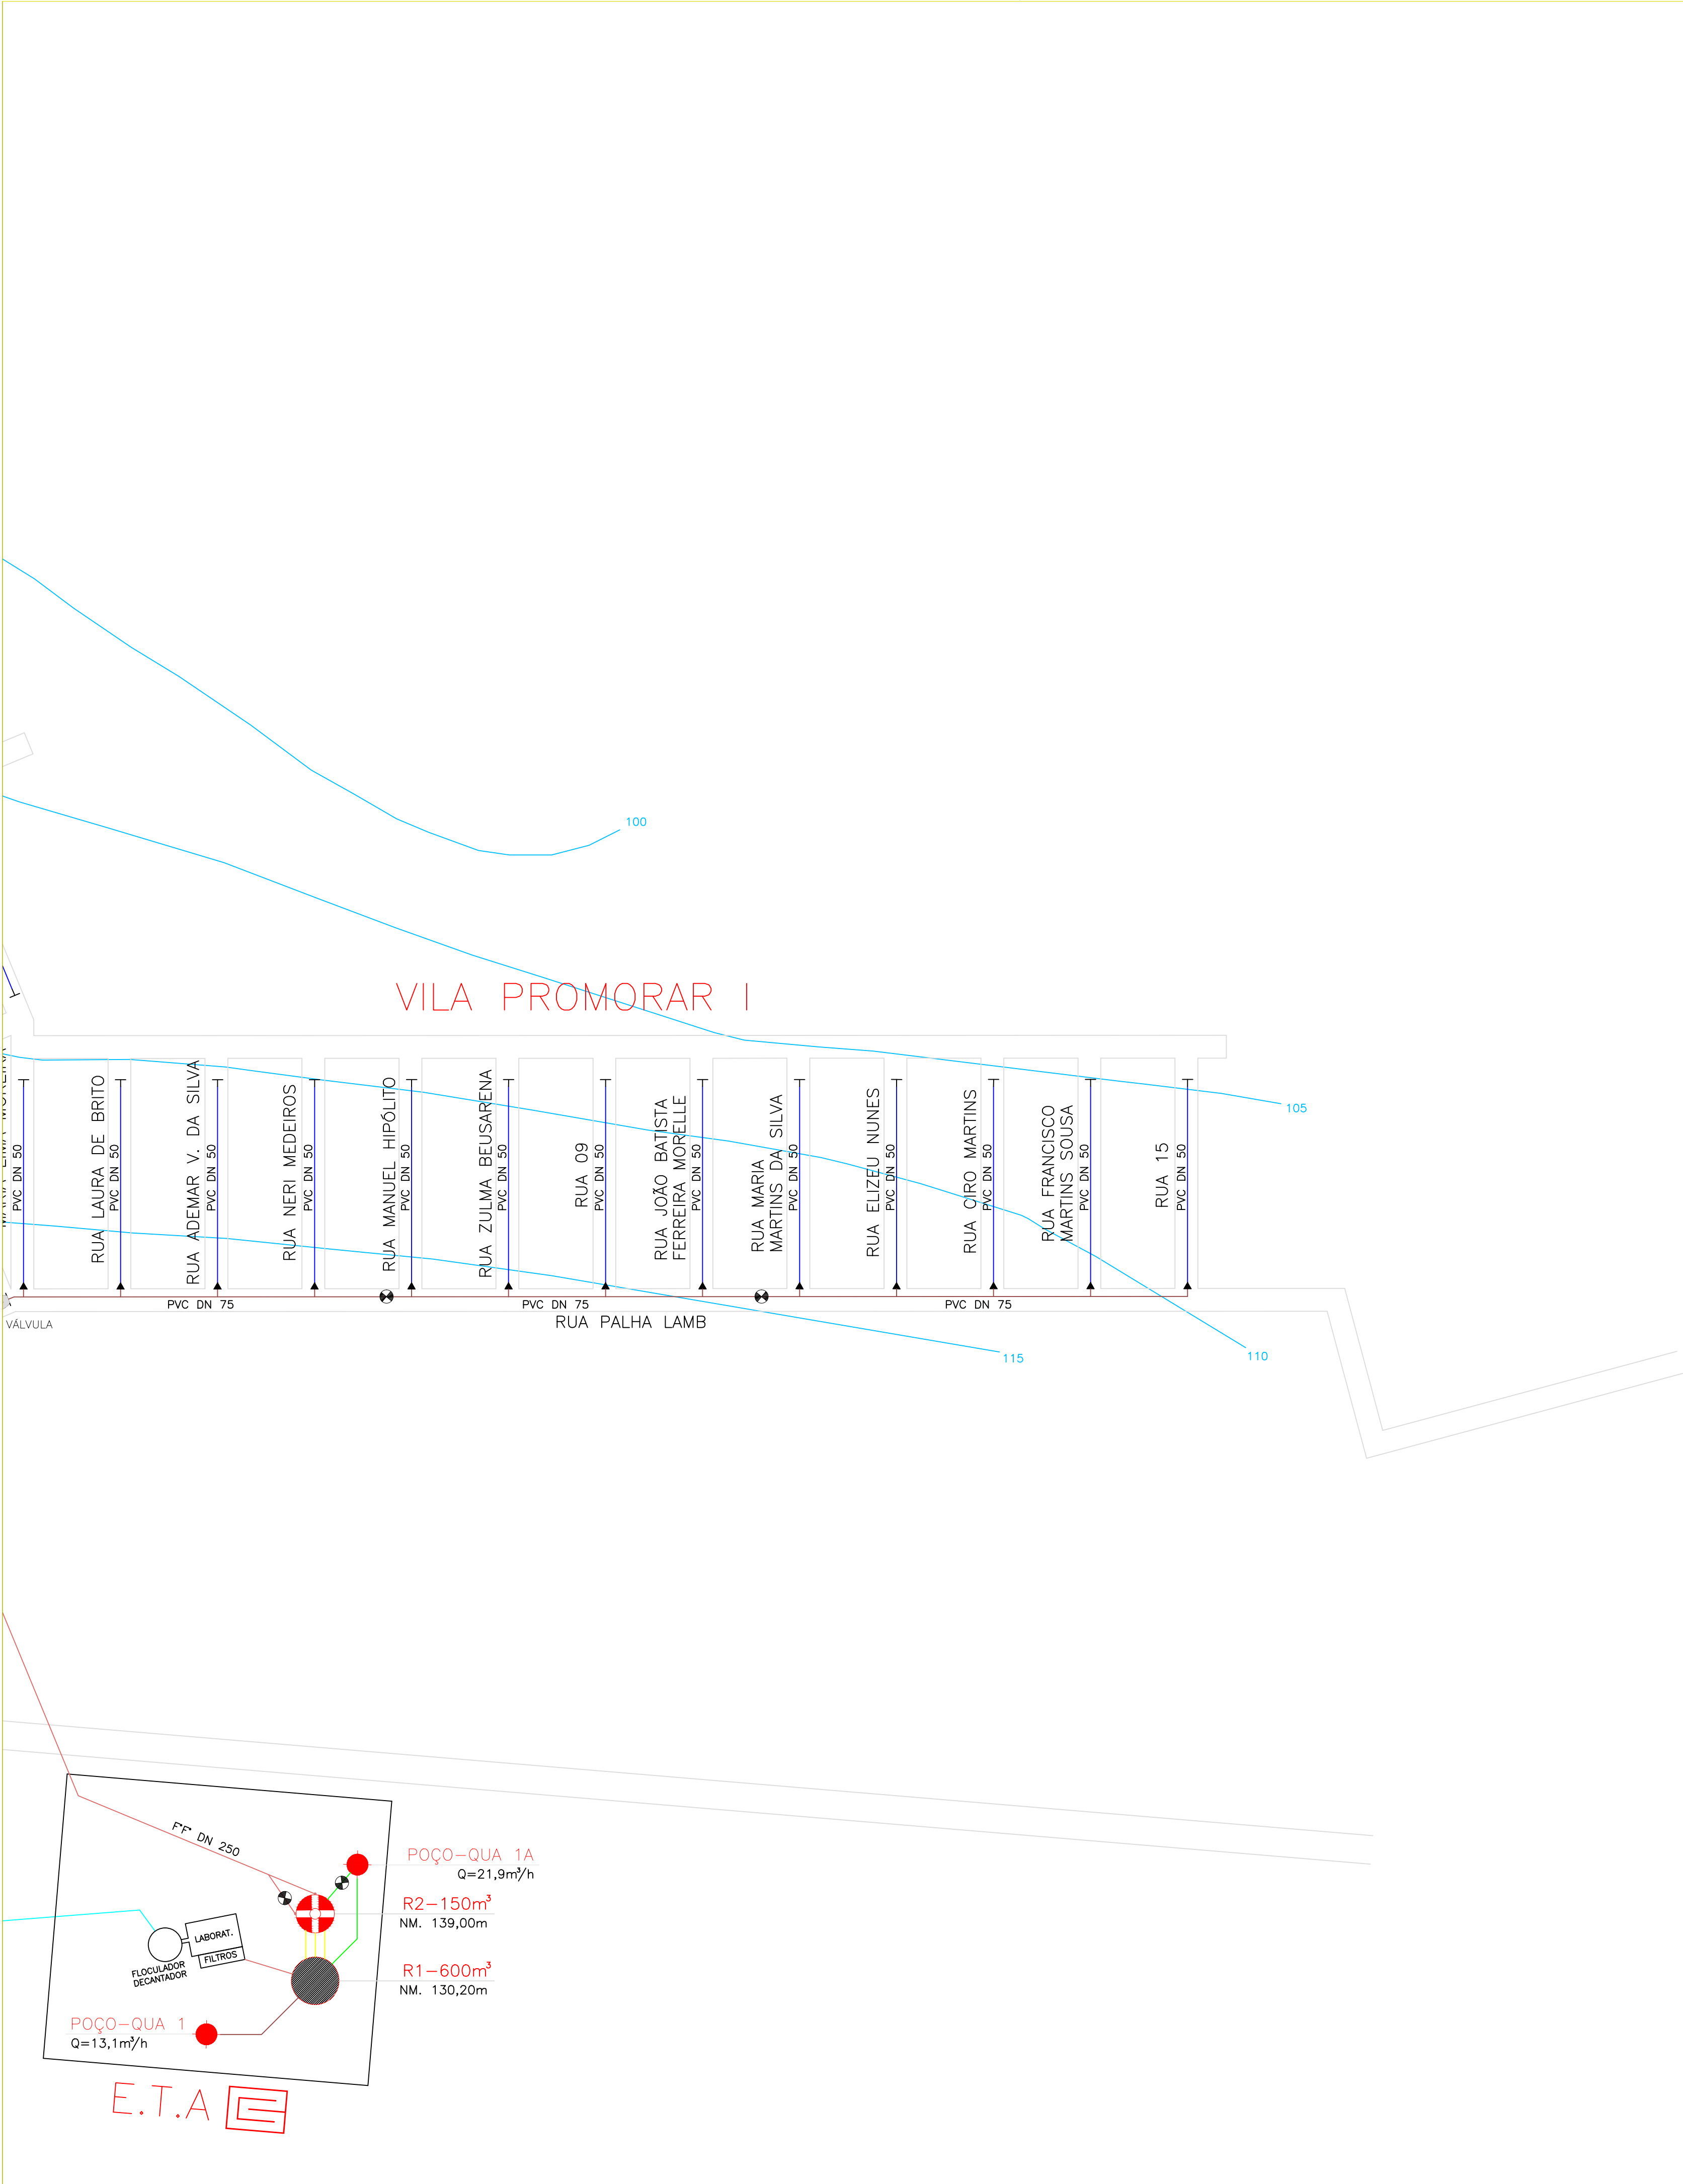 100
VILA PROMORAR I
105
MARIA LIMA MOREIRA
PVC DN 50
RUA LAURA DE BRITO
PVC DN 50
RUA ADEMAR V. DA SILVA
PVC DN 50
RUA NERI MEDEIROS
PVC DN 50
RUA MANUEL HIPÓLITO
PVC DN 50
RUA ZULMA BEUSARENA
PVC DN 50
RUA 09
PVC DN 50
RUA JOÃO BATISTA
FERREIRA MORELLE
PVC DN 50
RUA MARIA
MARTINS DA SILVA
PVC DN 50
RUA ELIZEU NUNES
PVC DN 50
RUA CIRO MARTINS
PVC DN 50
RUA FRANCISCO
MARTINS SOUSA
PVC DN 50
RUA 15
PVC DN 50
PVC DN 75
PVC DN 75
PVC DN 75
VÁLVULA
RUA PALHA LAMB
115
110
FºFº DN 250
POÇO-QUA 1A
Q=21,9m³/h
R2-150m³
NM. 139,00m
LABORAT.
FILTROS
FLOCULADOR
DECANTADOR
R1-600m³
NM. 130,20m
POÇO-QUA 1
Q=13,1m³/h
E.T.A